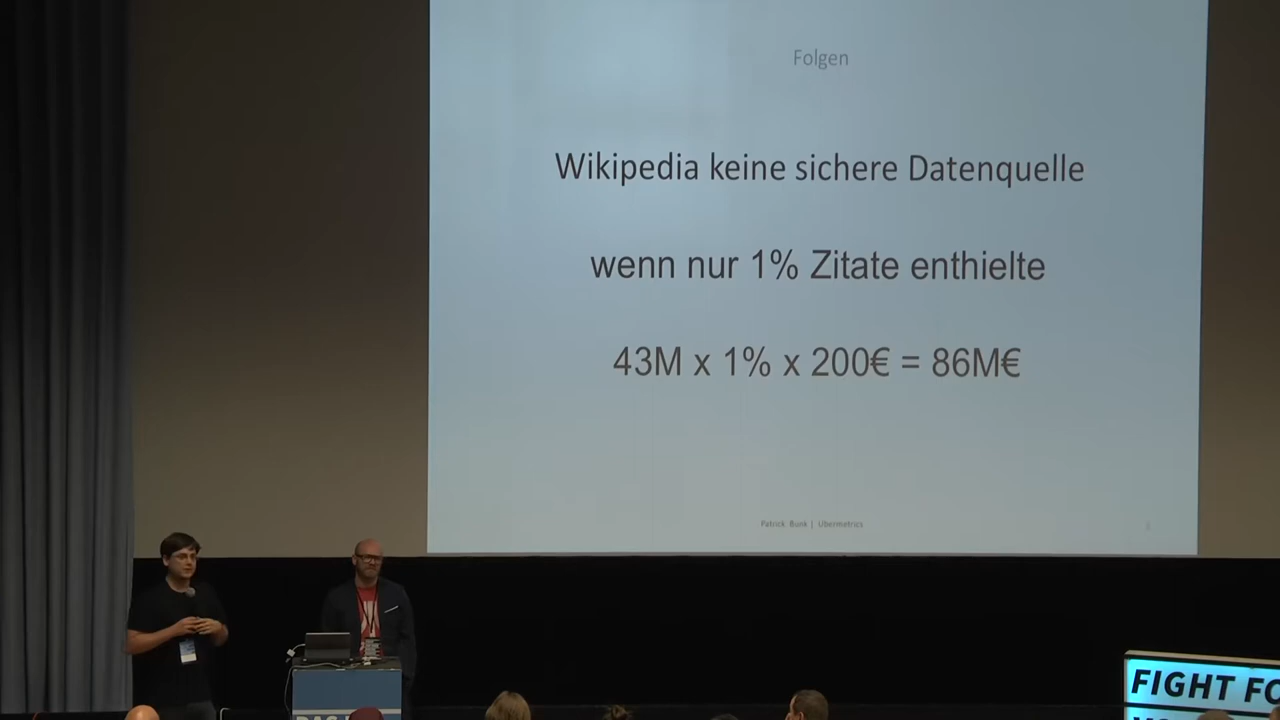 Folgen
Wikipedia keine sichere Datenquelle
wenn nur 1% Zitate enthielte
43M x 1% x 200€ = 86M€
Patrick Bunk | Ubermetrics
FIGHT FO